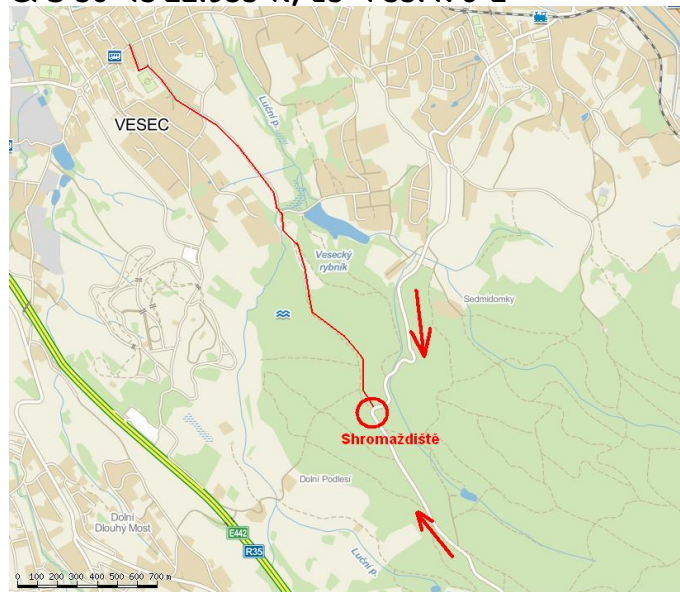 VESEC
Luční p.
Vesecký
rybník
Sedmidomky
Shromaždiště
Dolní Podlesí
Dolní
Dlouhý Most
E442
R35
Luční p.
0 100 200 300 400 500 600 700 m